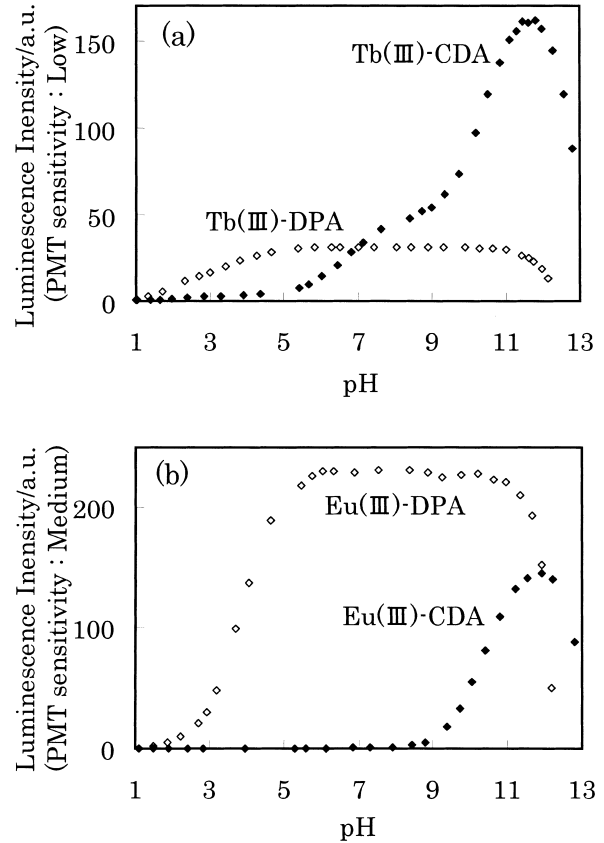 (a)
Tb(Ⅲ)-CDA
Tb(Ⅲ)-DPA
Luminescence Inensity/a.u.
(PMT sensitivity : Low)
150
100
50
0
1 3 5 7 9 11 13
pH
(b)
Eu(Ⅲ)-DPA
Eu(Ⅲ)-CDA
Luminescence Inensity/a.u.
(PMT sensitivity : Medium)
200
100
0
1 3 5 7 9 11 13
pH